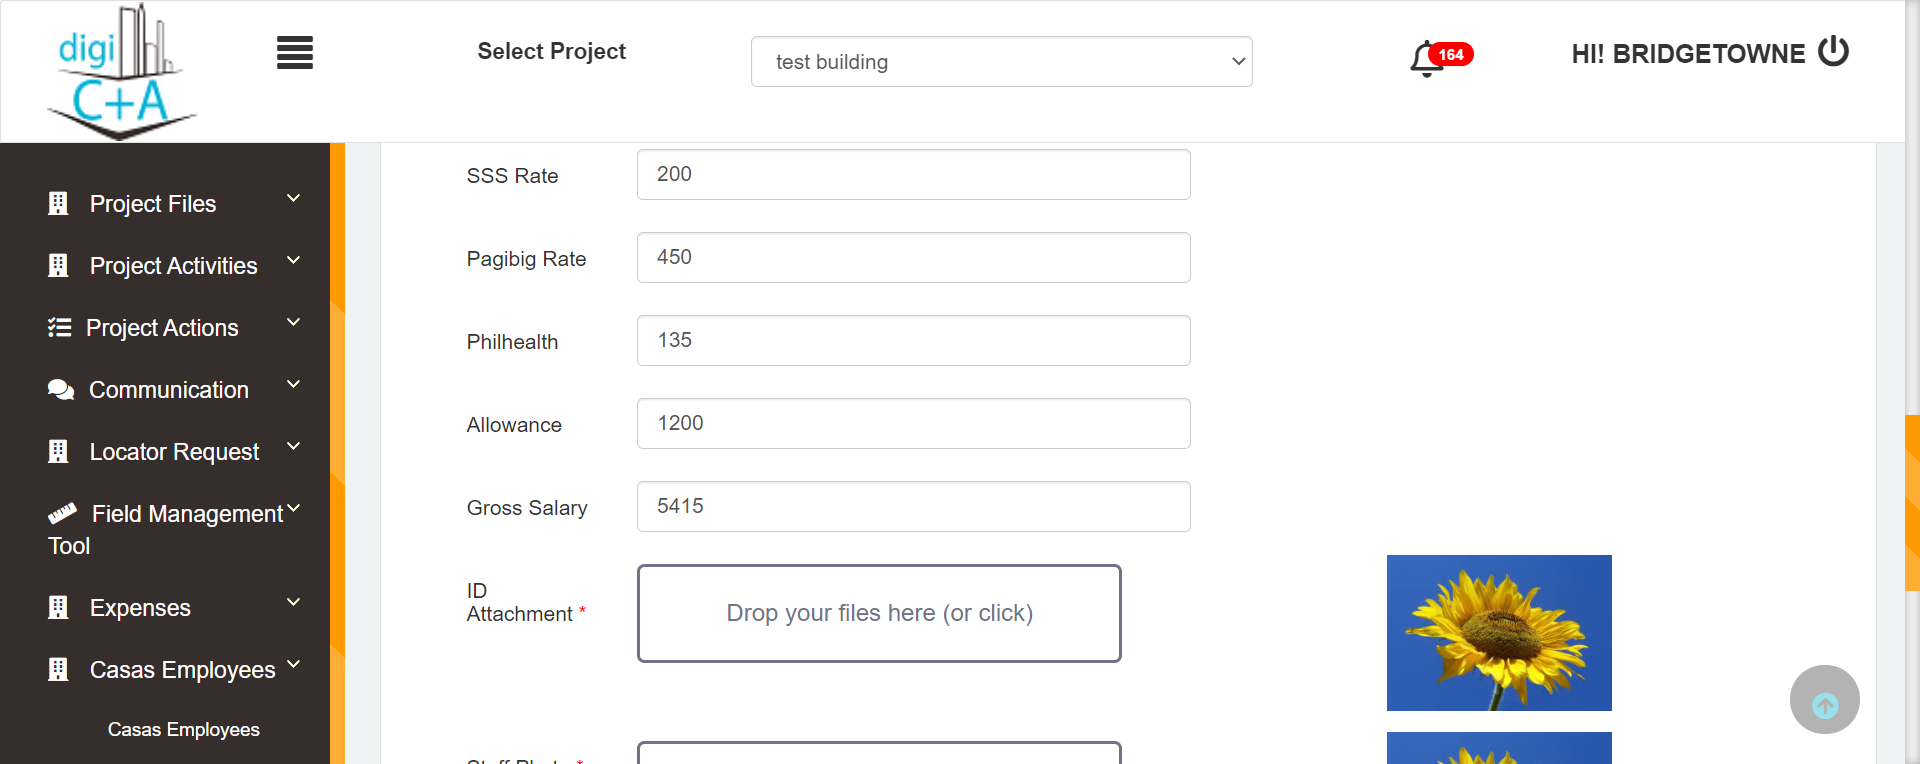 digi
C+A
Select Project
test building
164
HI! BRIDGETOWNE
Project Files
Project Activities
Project Actions
Communication
Locator Request
Field Management
Tool
Expenses
Casas Employees
Casas Employees
SSS Rate
200
Pagibig Rate
450
Philhealth
135
Allowance
1200
Gross Salary
5415
ID
Attachment *
Drop your files here (or click)